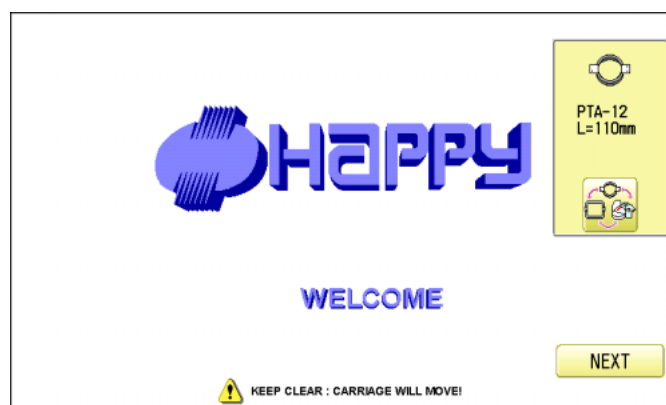 HAPPY
PTA-12
L=110mm
WELCOME
NEXT
KEEP CLEAR : CARRIAGE WILL MOVE!